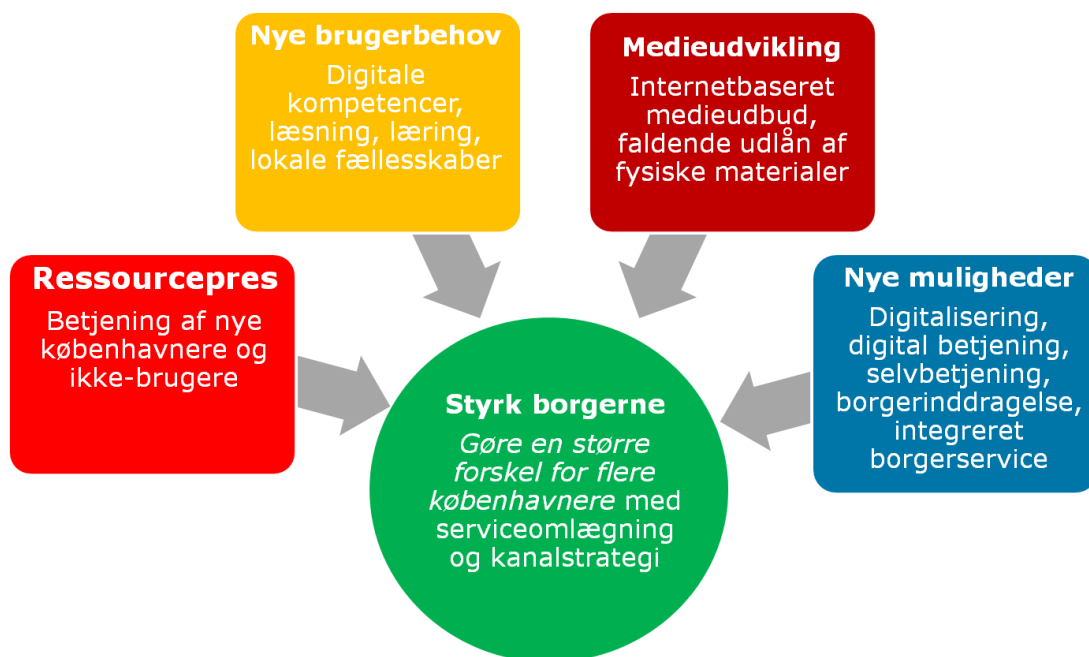 Nye brugerbehov
Digitale
kompetencer,
læsning, læring,
lokale fællesskaber
Medieudvikling
Internetbaseret
medieudbud,
faldende udlån af
fysiske materialer
Ressourcepres
Betjening af nye
københavnere og
ikke-brugere
Nye muligheder
Digitalisering,
digital betjening,
selvbetjening,
borgerinddragelse,
integreret
borgerservice
Styrk borgerne
Gøre en større
forskel for flere
københavnere med
serviceomlægning
og kanalstrategi